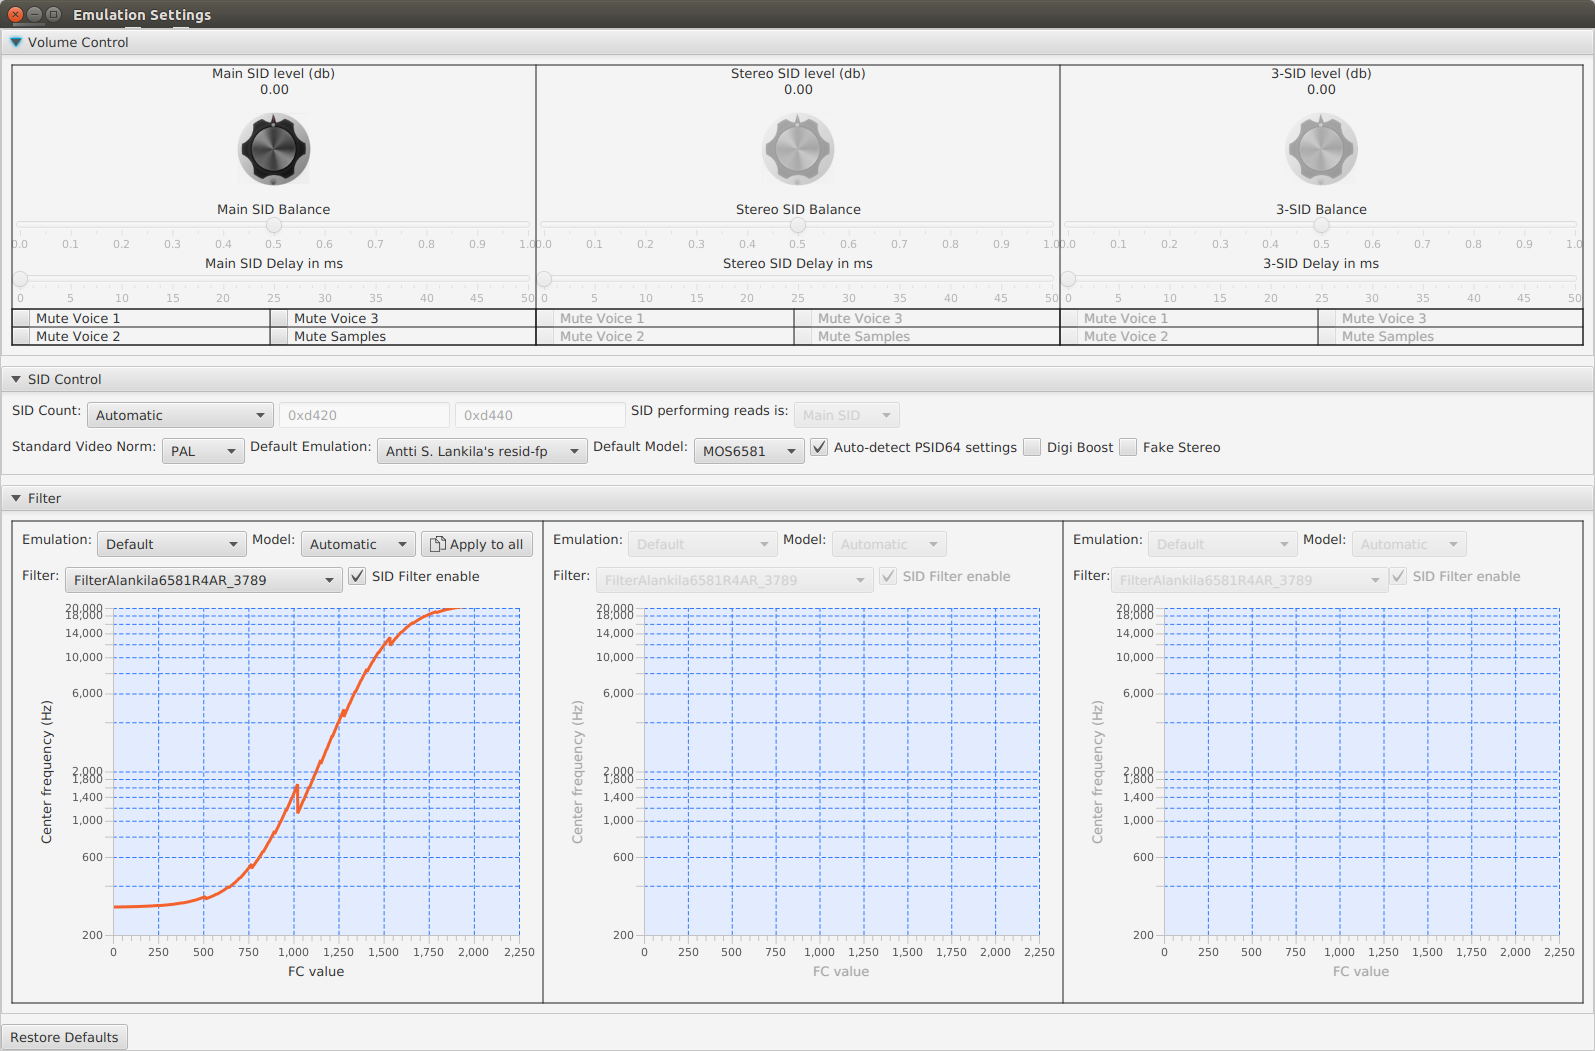 Emulation Settings
Volume Control
Main SID level (db)
0.00
Main SID Balance
0.0 0.1 0.2 0.3 0.4 0.5 0.6 0.7 0.8 0.9 1.0
Main SID Delay in ms
0 5 10 15 20 25 30 35 40 45 50
Mute Voice 1 Mute Voice 3
Mute Voice 2 Mute Samples
Stereo SID level (db)
0.00
Stereo SID Balance
0.0 0.1 0.2 0.3 0.4 0.5 0.6 0.7 0.8 0.9 1.0
Stereo SID Delay in ms
0 5 10 15 20 25 30 35 40 45 50
Mute Voice 1 Mute Voice 3
Mute Voice 2 Mute Samples
3-SID level (db)
0.00
3-SID Balance
0.0 0.1 0.2 0.3 0.4 0.5 0.6 0.7 0.8 0.9 1.0
3-SID Delay in ms
0 5 10 15 20 25 30 35 40 45 50
Mute Voice 1 Mute Voice 3
Mute Voice 2 Mute Samples
SID Control
SID Count: Automatic 0xd420 0xd440 SID performing reads is: Main SID
Standard Video Norm: PAL Default Emulation: Antti S. Lankila's resid-fp Default Model: MOS6581 Auto-detect PSID64 settings Digi Boost Fake Stereo
Filter
Emulation: Default Model: Automatic Apply to all
Filter: FilterAlankila6581R4AR_3789 SID Filter enable
20,000
18,000
14,000
10,000
6,000
2,000
1,800
1,400
1,000
600
200
Center frequency (Hz)
0 250 500 750 1,000 1,250 1,500 1,750 2,000 2,250
FC value
Emulation: Default Model: Automatic
Filter: FilterAlankila6581R4AR_3789 SID Filter enable
20,000
18,000
14,000
10,000
6,000
2,000
1,800
1,400
1,000
600
200
Center frequency (Hz)
0 250 500 750 1,000 1,250 1,500 1,750 2,000 2,250
FC value
Emulation: Default Model: Automatic
Filter: FilterAlankila6581R4AR_3789 SID Filter enable
20,000
18,000
14,000
10,000
6,000
2,000
1,800
1,400
1,000
600
200
Center frequency (Hz)
0 250 500 750 1,000 1,250 1,500 1,750 2,000 2,250
FC value
Restore Defaults